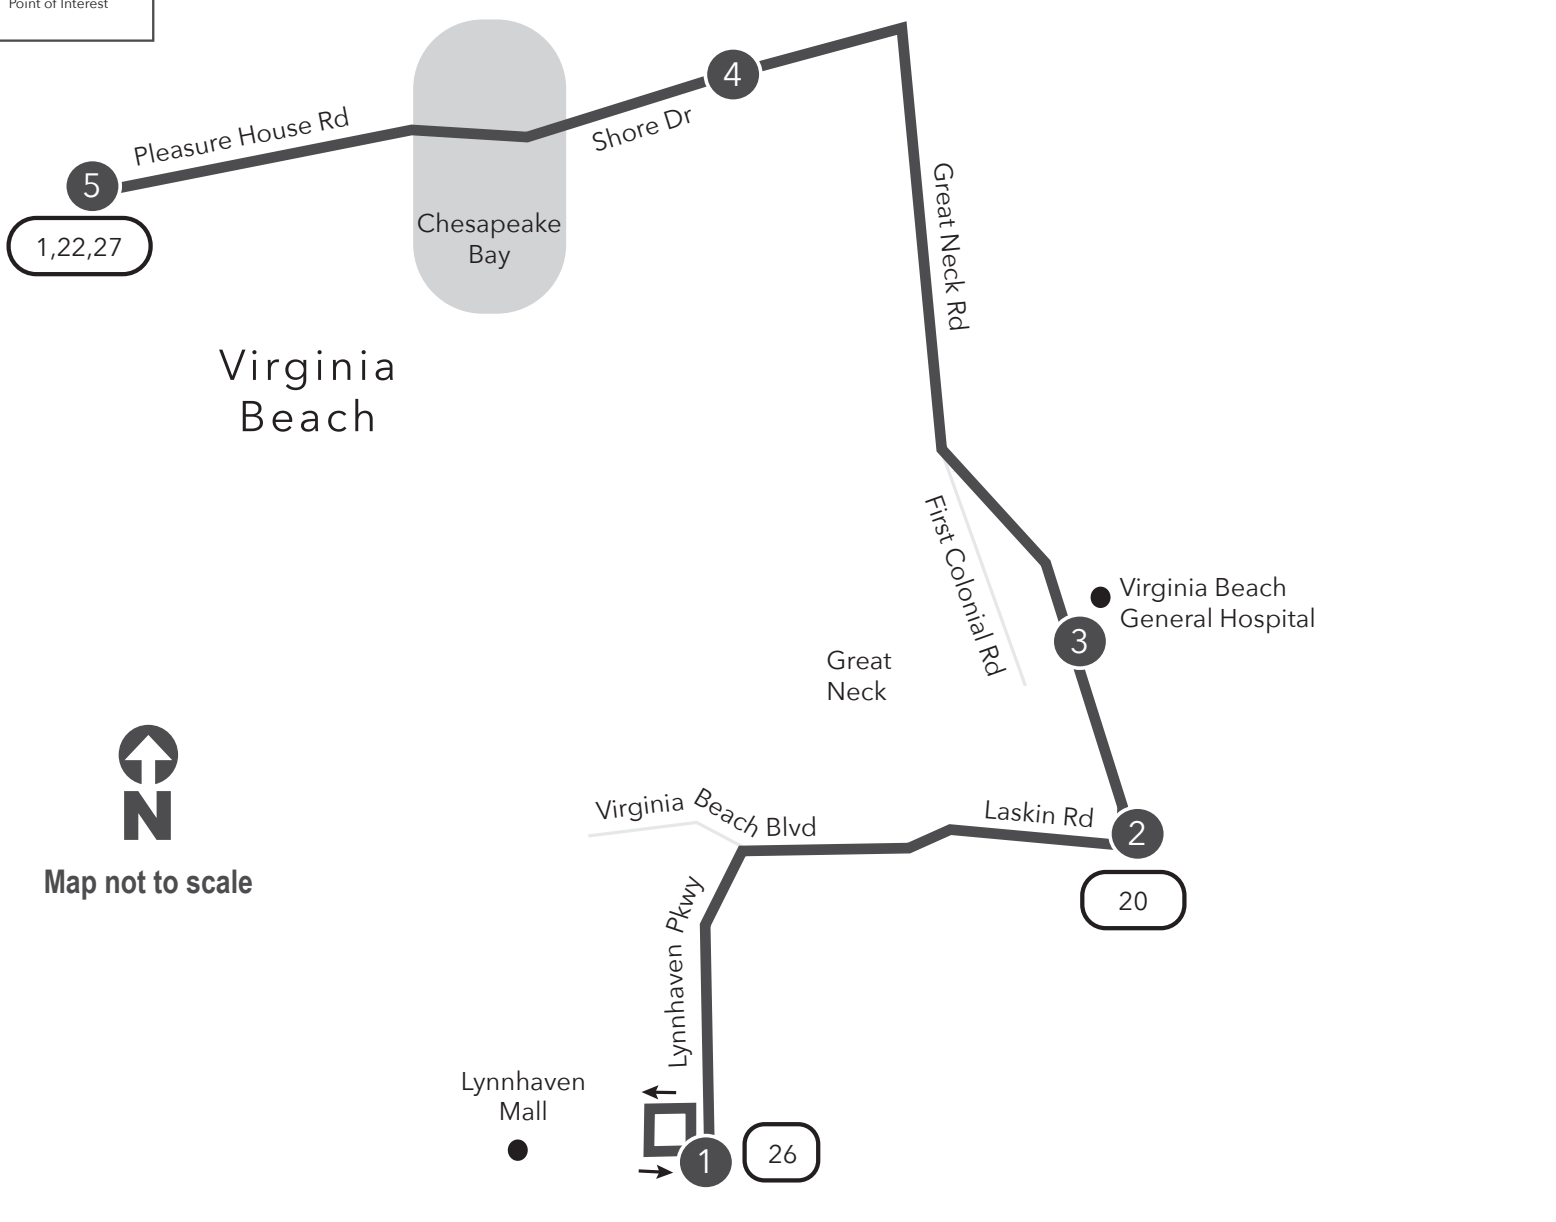 Point of Interest
4
Pleasure House Rd
Shore Dr
5
1,22,27
Chesapeake
Bay
Great Neck Rd
Virginia
Beach
First Colonial Rd
Virginia Beach
General Hospital
3
Great
Neck
N
Map not to scale
Virginia Beach Blvd
Laskin Rd
2
20
Lynnhaven Pkwy
Lynnhaven
Mall
1
26